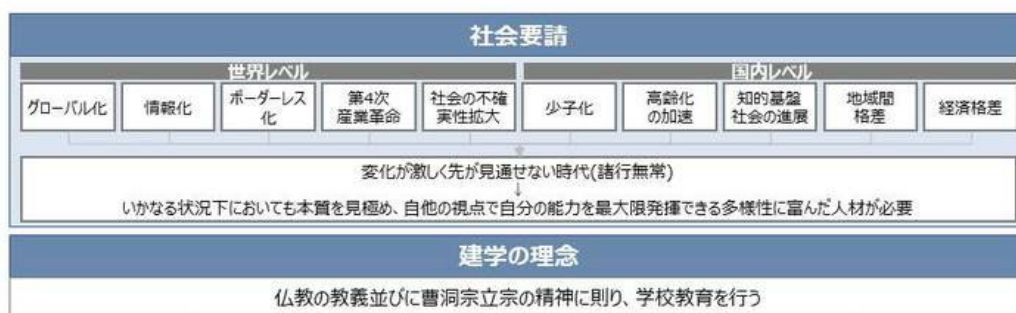 社会要請
世界レベル
国内レベル
グローバル化
情報化
ボーダーレス
化
第4次
産業革命
社会の不確
実性拡大
少子化
高齢化
の加速
知的基盤
社会の進展
地域間
格差
経済格差
変化が激しく先が見通せない時代(諸行無常)
↓
いかなる状況下においても本質を見極め、自他の視点で自分の能力を最大限発揮できる多様性に富んだ人材が必要
建学の理念
仏教の教義並びに曹洞宗立宗の精神に則り、学校教育を行う